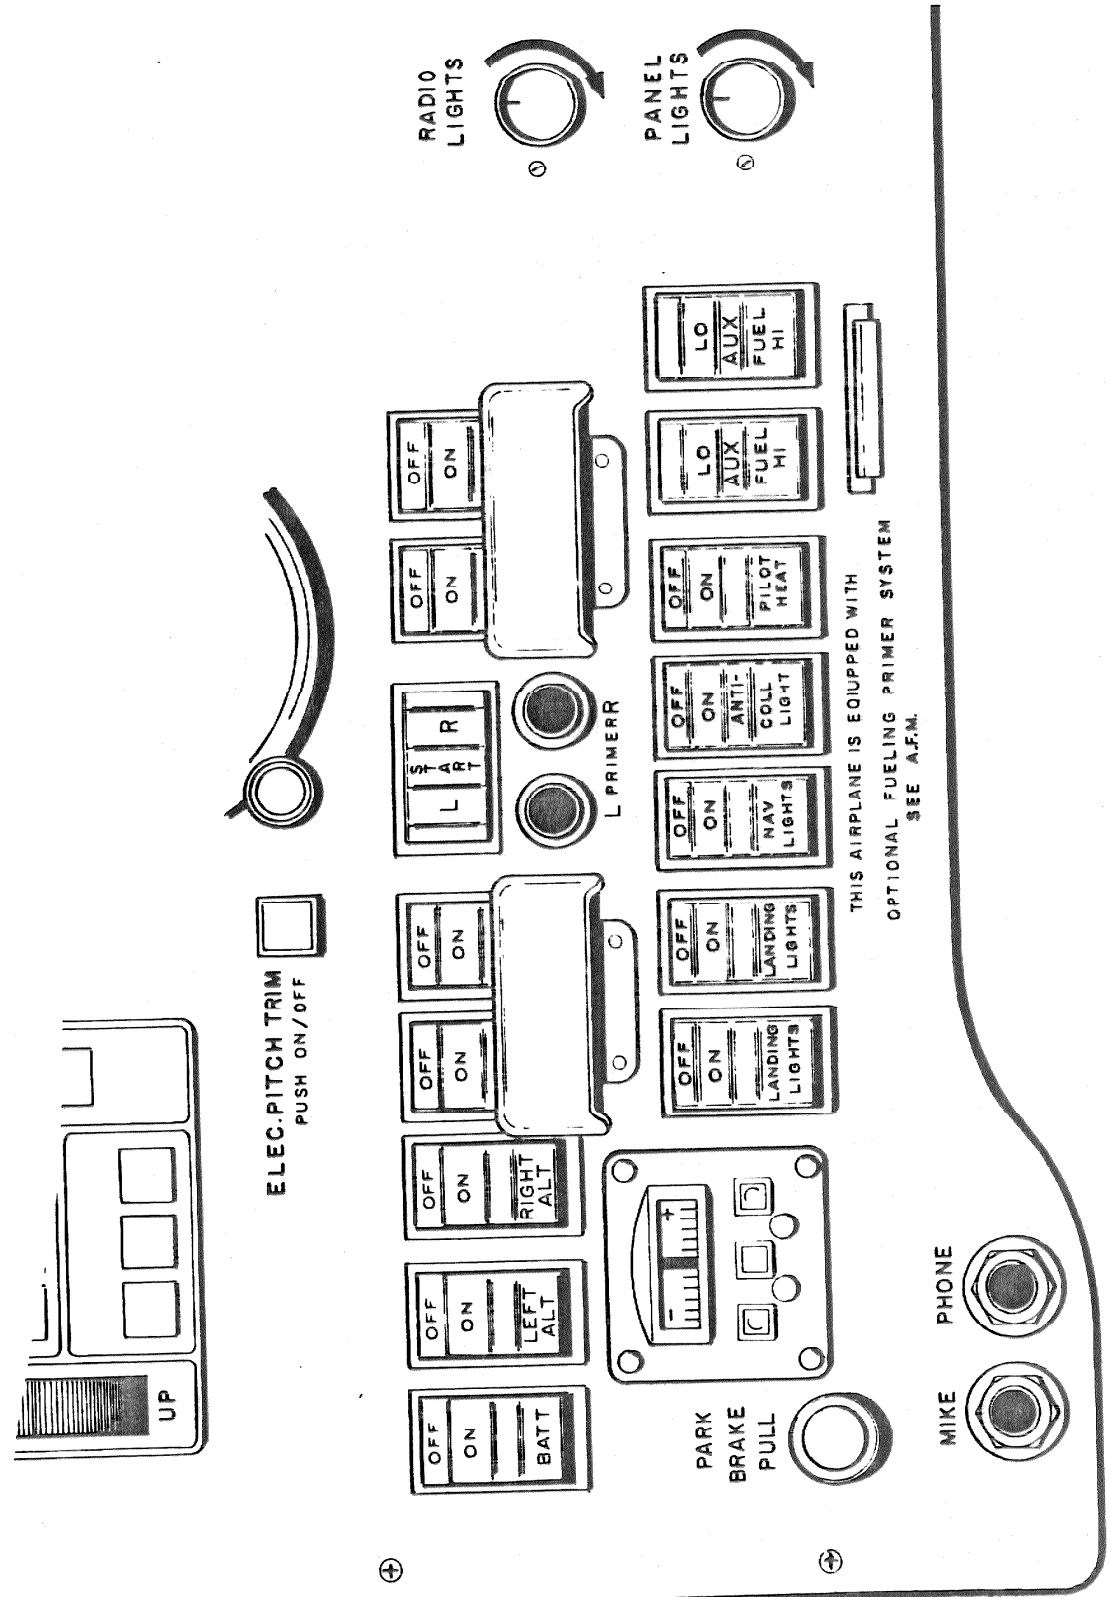 UP
ELEC. PITCH TRIM
PUSH ON/OFF
RADIO
LIGHTS
PANEL
LIGHTS
OFF
ON
BATT
OFF
ON
LEFT
ALT
OFF
ON
RIGHT
ALT
OFF
ON
OFF
ON
L START R
OFF
ON
OFF
ON
L PRIMER R
- +
OFF
ON
LANDING
LIGHTS
OFF
ON
LANDING
LIGHTS
OFF
ON
NAV
LIGHTS
OFF
ON
ANTI-
COLL
LIGHT
OFF
ON
PILOT
HEAT
LO
AUX
FUEL
HI
LO
AUX
FUEL
HI
PARK
BRAKE
PULL
THIS AIRPLANE IS EQIUPPED WITH
OPTIONAL FUELING PRIMER SYSTEM
SEE A.F.M.
MIKE
PHONE